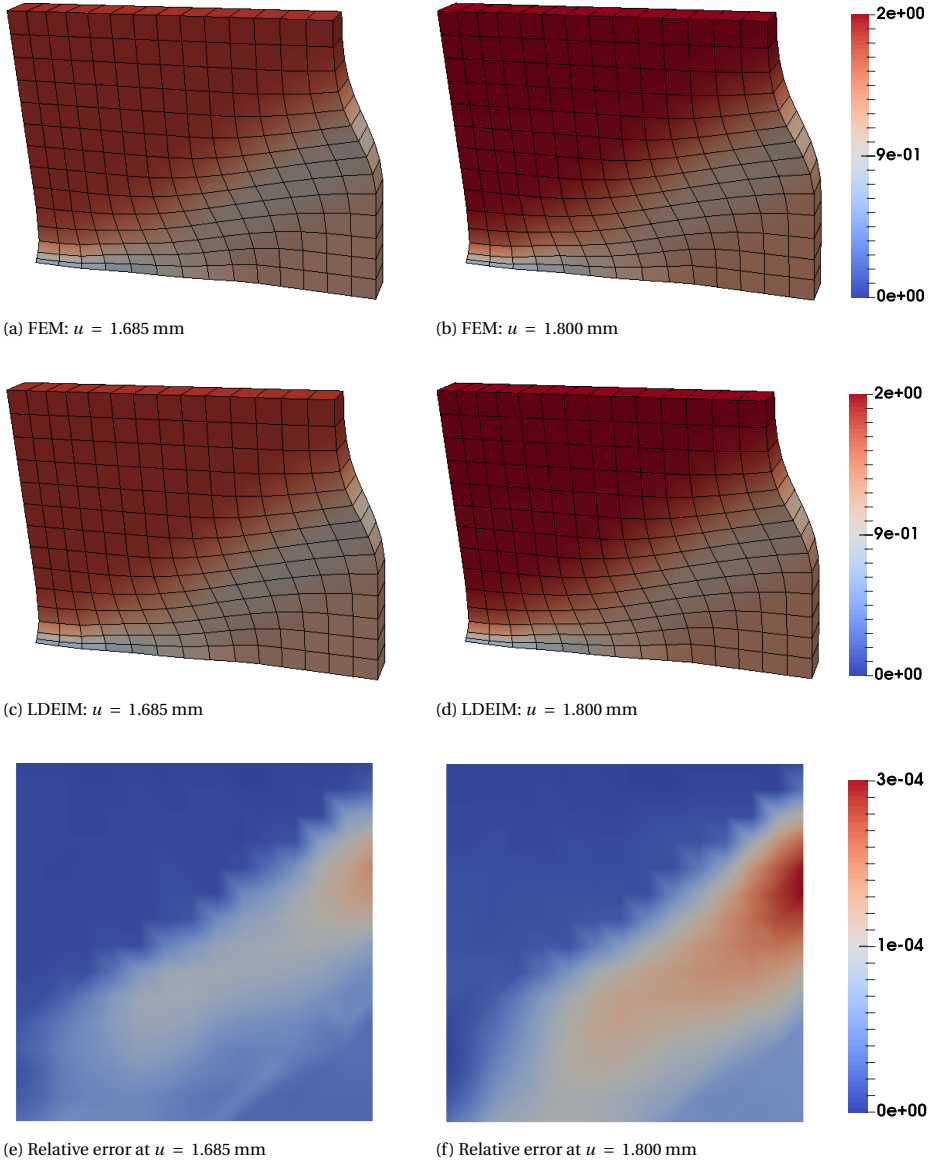 2e+00
9e-01
0e+00
(a) FEM: u = 1.685 mm
(b) FEM: u = 1.800 mm
2e+00
9e-01
0e+00
(c) LDEIM: u = 1.685 mm
(d) LDEIM: u = 1.800 mm
3e-04
1e-04
0e+00
(e) Relative error at u = 1.685 mm
(f) Relative error at u = 1.800 mm